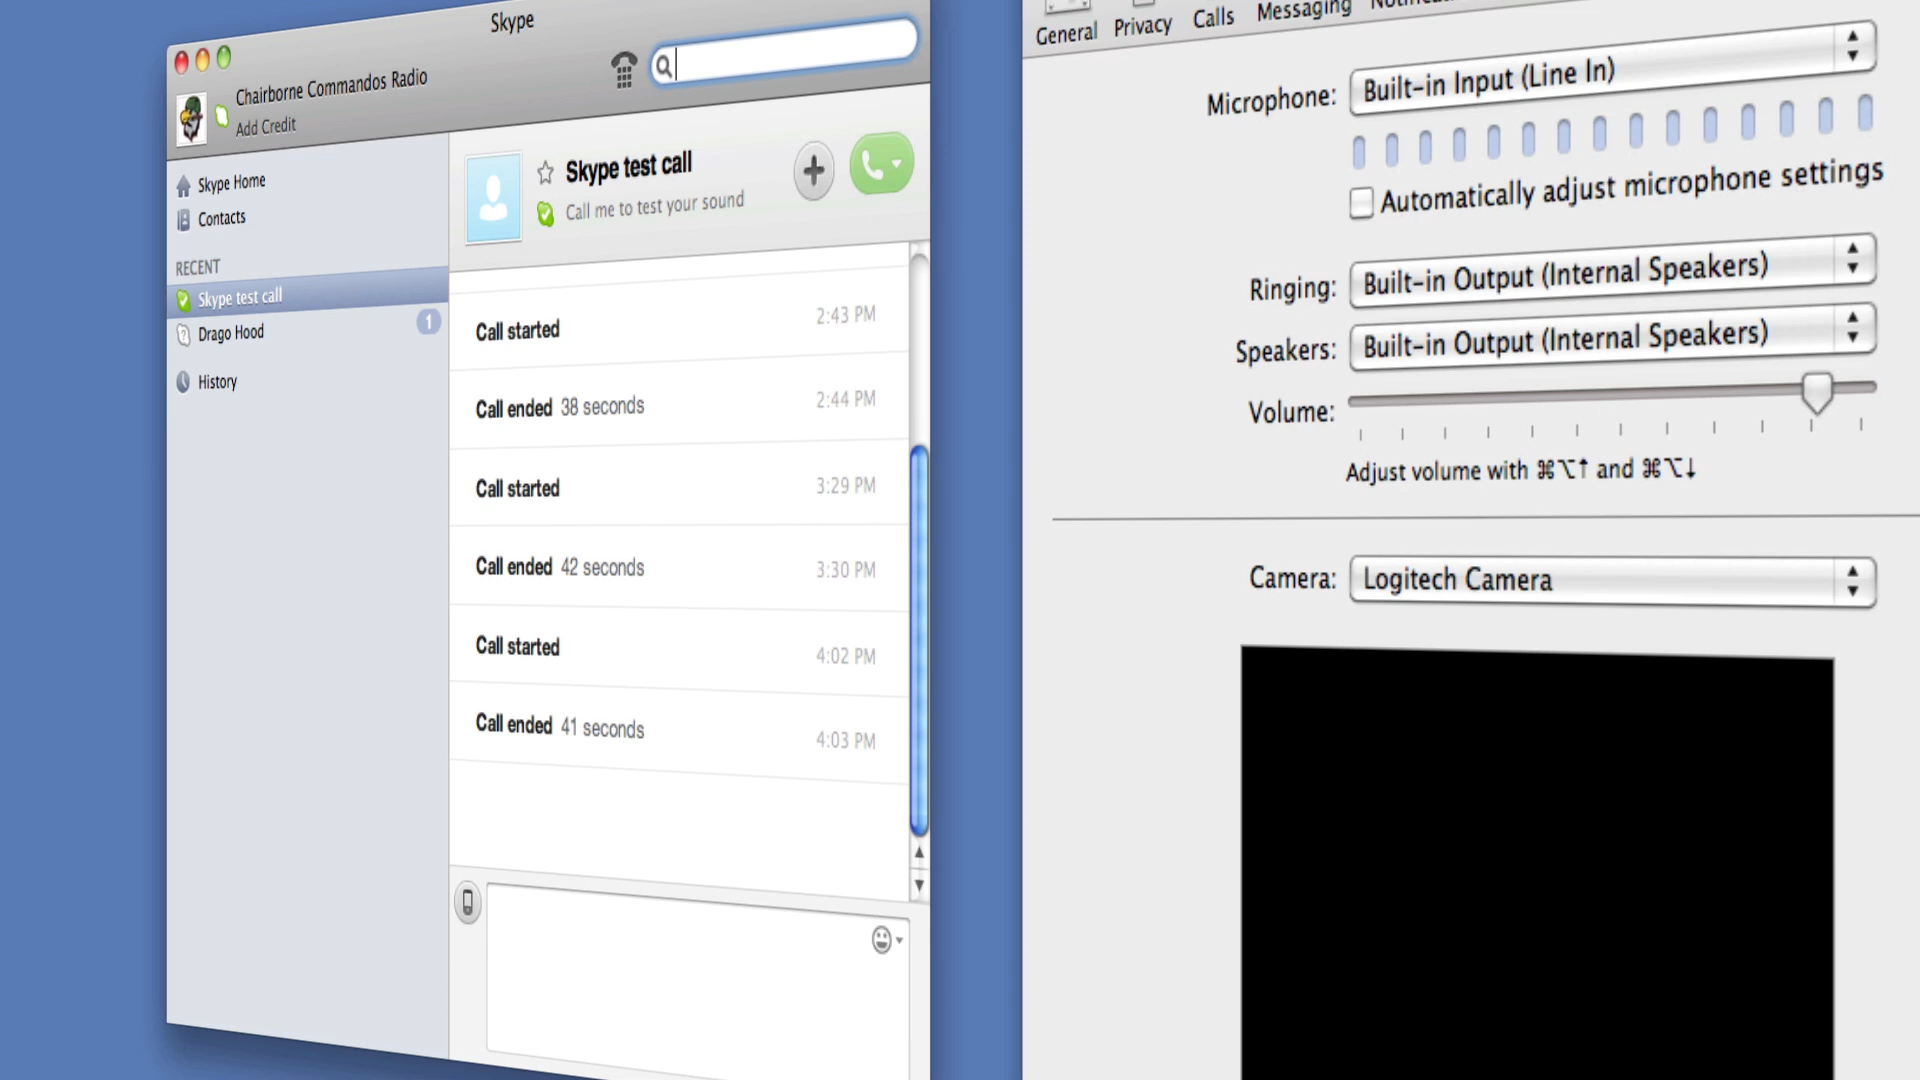 Skype
Chairborne Commandos Radio
Add Credit
Skype Home
Contacts
RECENT
Skype test call
Drago Hood
1
History
Skype test call
Call me to test your sound
Call started
2:43 PM
Call ended 38 seconds
2:44 PM
Call started
3:29 PM
Call ended 42 seconds
3:30 PM
Call started
4:02 PM
Call ended 41 seconds
4:03 PM
General Privacy Calls Messaging
Microphone: Built-in Input (Line In)
Automatically adjust microphone settings
Ringing: Built-in Output (Internal Speakers)
Speakers: Built-in Output (Internal Speakers)
Volume:
Adjust volume with ⌘⌥↑ and ⌘⌥↓
Camera: Logitech Camera